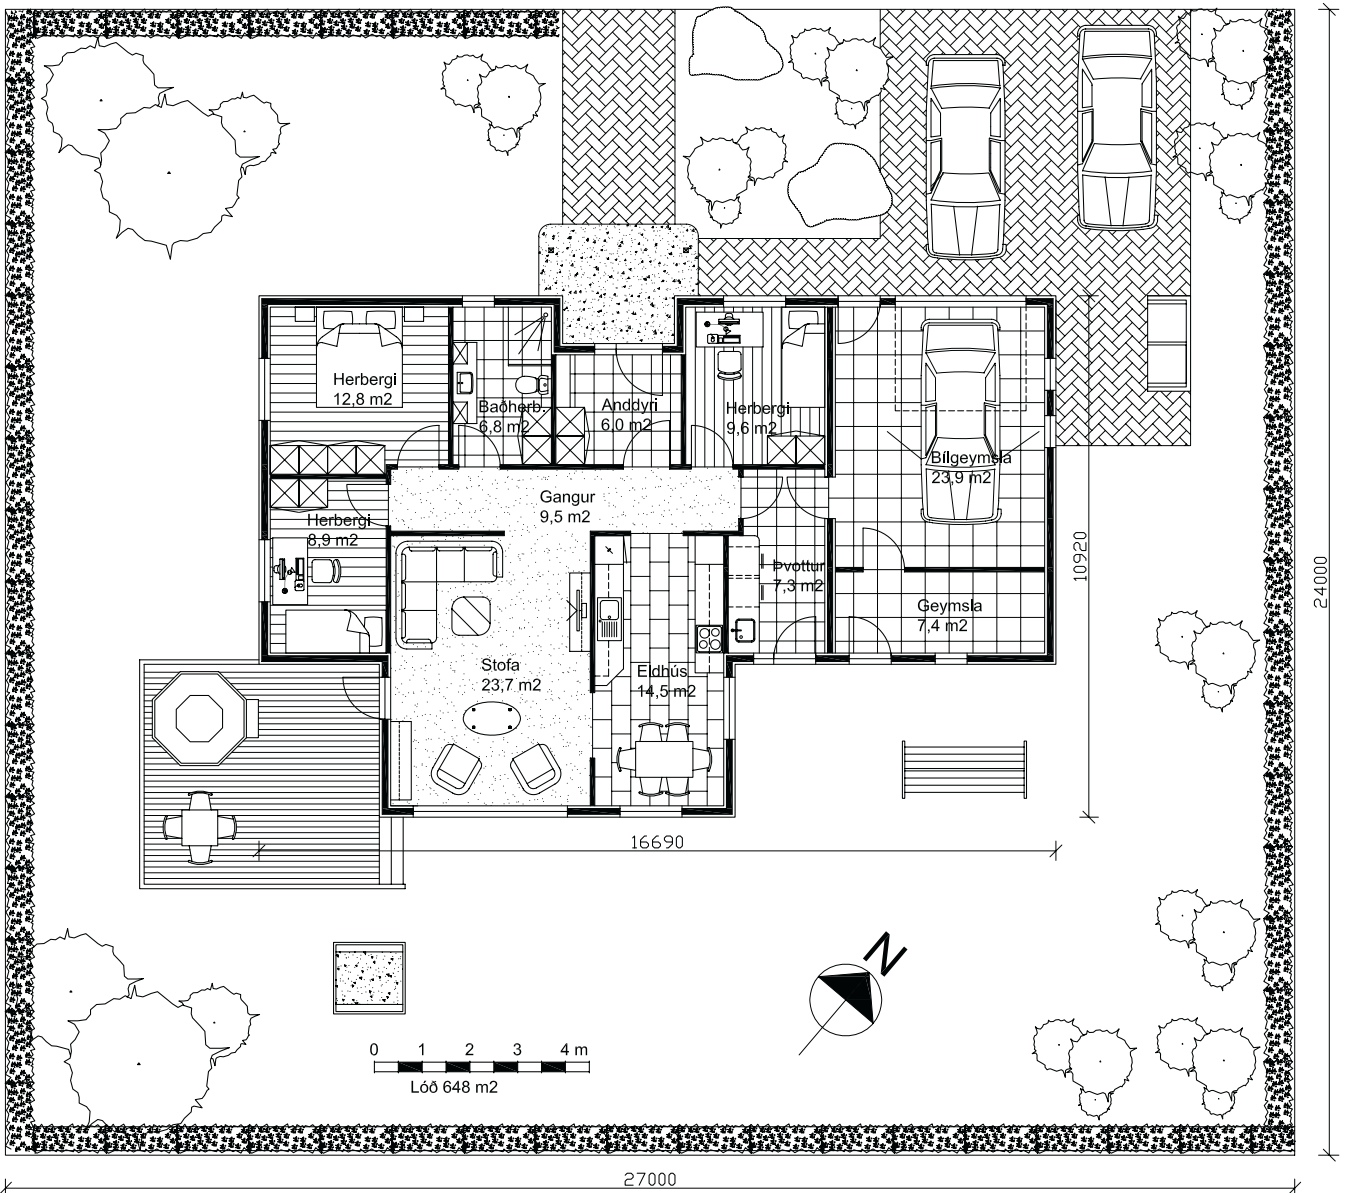 Herbergi
12,8 m2
Baðherb.
6,8 m2
Anddyri
6,0 m2
Herbergi
9,6 m2
Bílgeymsla
23,9 m2
Gangur
9,5 m2
Herbergi
8,9 m2
Þvottur
7,3 m2
Geymsla
7,4 m2
Stofa
23,7 m2
Eldhús
14,5 m2
10920
24000
16690
N
0 1 2 3 4 m
Lóð 648 m2
27000